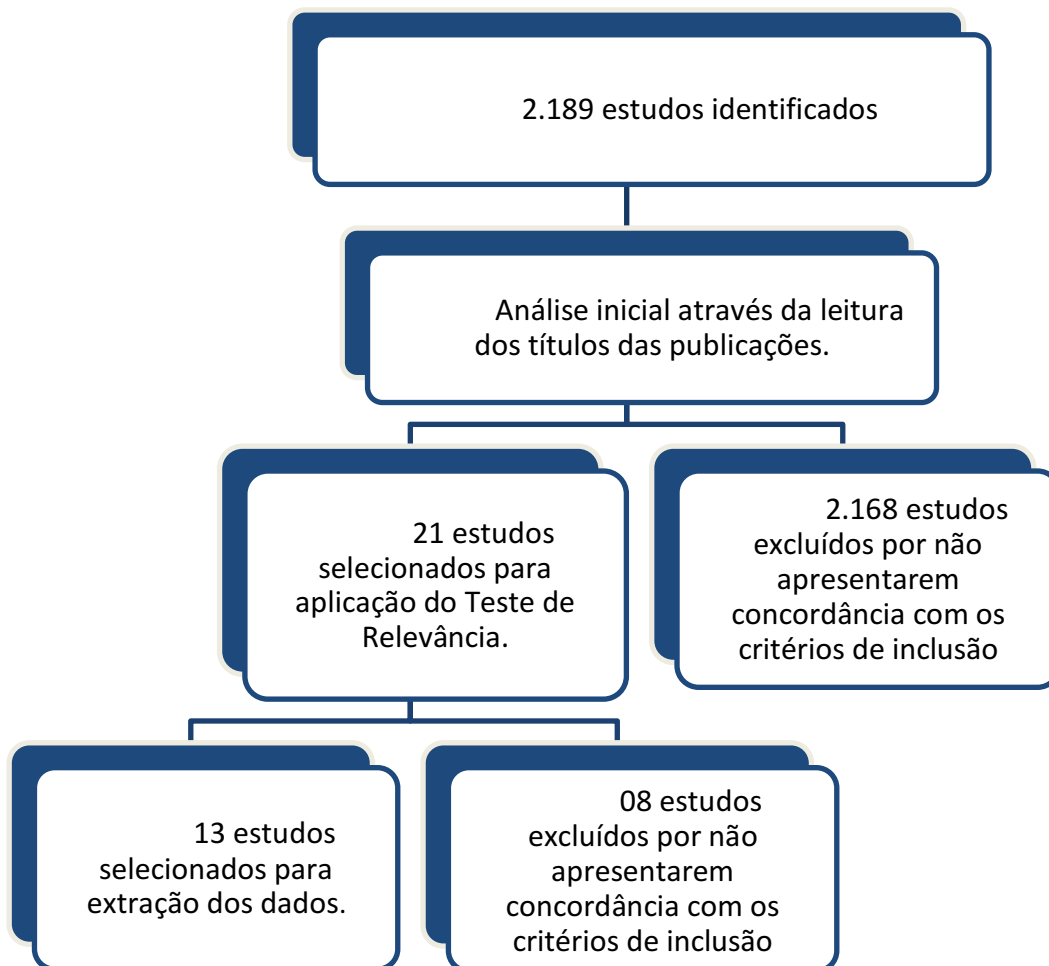 2.189 estudos identificados
Análise inicial através da leitura
dos títulos das publicações.
21 estudos
selecionados para
aplicação do Teste de
Relevância.
2.168 estudos
excluídos por não
apresentarem
concordância com os
critérios de inclusão
13 estudos
selecionados para
extração dos dados.
08 estudos
excluídos por não
apresentarem
concordância com os
critérios de inclusão